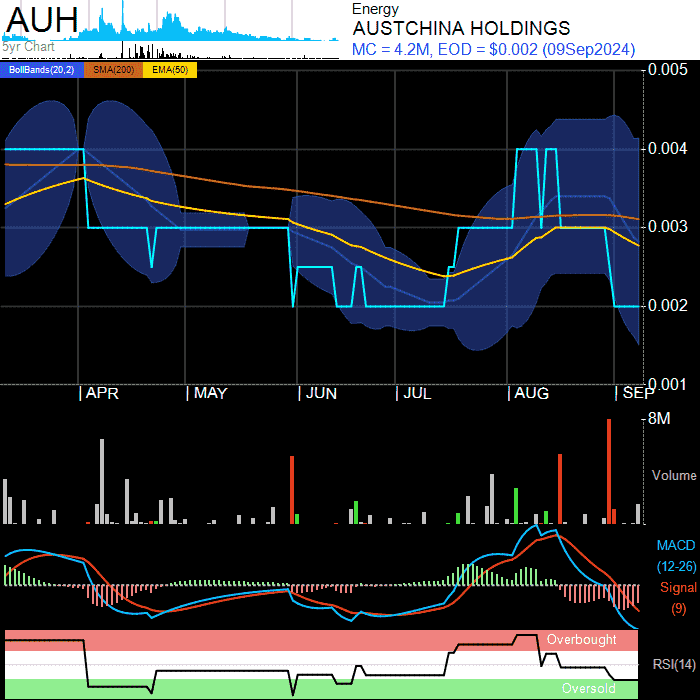 AUH
5yr Chart
Energy
AUSTCHINA HOLDINGS
MC = 4.2M, EOD = $0.002 (09Sep2024)
BollBands(20,2) SMA(200) EMA(50)
0.005
0.004
0.003
0.002
0.001
APR MAY JUN JUL AUG SEP
8M
Volume
MACD
(12-26)
Signal
(9)
Overbought
RSI(14)
Oversold